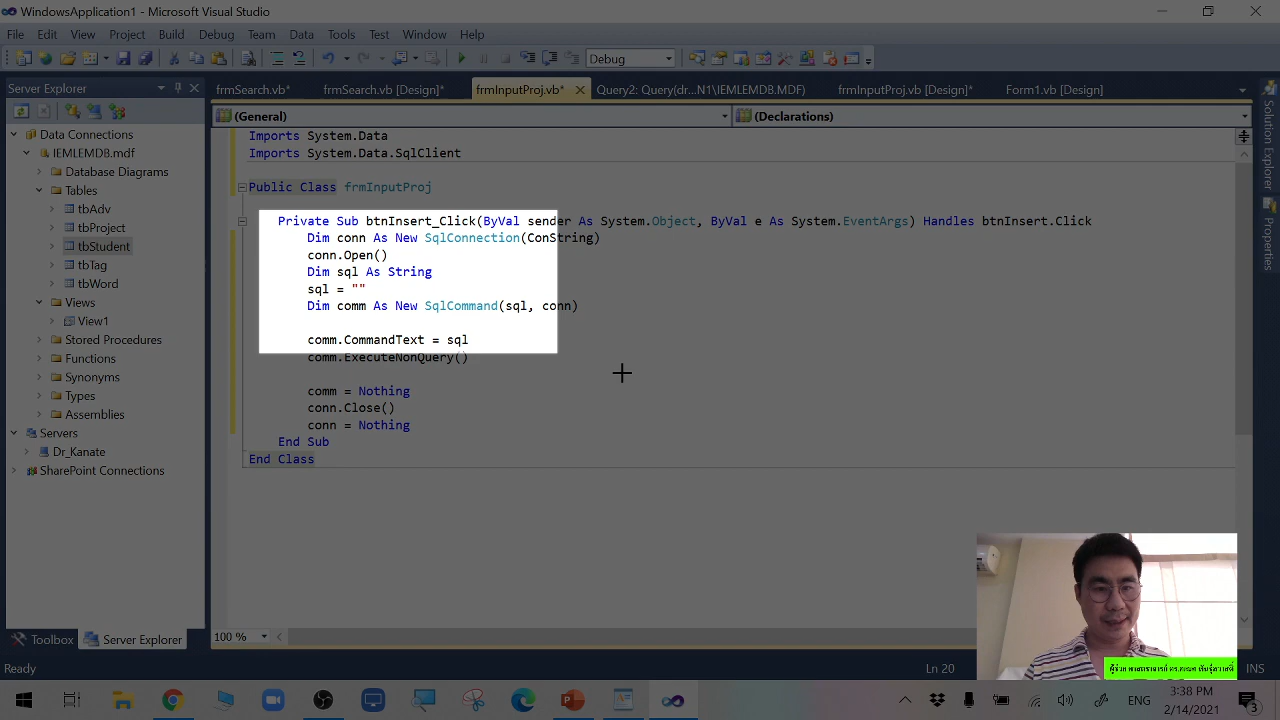 WindowsApplication1 - Microsoft Visual Studio
File Edit View Project Build Debug Team Data Tools Test Window Help
Debug
Server Explorer
frmSearch.vb* frmSearch.vb [Design]* frmInputProj.vb* Query2: Query(dr...N1\IEMLEMDB.MDF) frmInputProj.vb [Design]* Form1.vb [Design]
(General) (Declarations)
Data Connections
IEMLEMDB.mdf
Database Diagrams
Tables
tbAdv
tbProject
tbStudent
tbTag
tbWord
Views
View1
Stored Procedures
Functions
Synonyms
Types
Assemblies
Servers
Dr_Kanate
SharePoint Connections
Imports System.Data
Imports System.Data.SqlClient
Public Class frmInputProj
Private Sub btnInsert_Click(ByVal sender As System.Object, ByVal e As System.EventArgs) Handles btnInsert.Click
Dim conn As New SqlConnection(ConString)
conn.Open()
Dim sql As String
sql = ""
Dim comm As New SqlCommand(sql, conn)
comm.CommandText = sql
comm.ExecuteNonQuery()
comm = Nothing
conn.Close()
conn = Nothing
End Sub
End Class
Solution Explorer
Properties
100 %
Toolbox Server Explorer
Ready Ln 20 INS
ENG
3:38 PM
2/14/2021
3